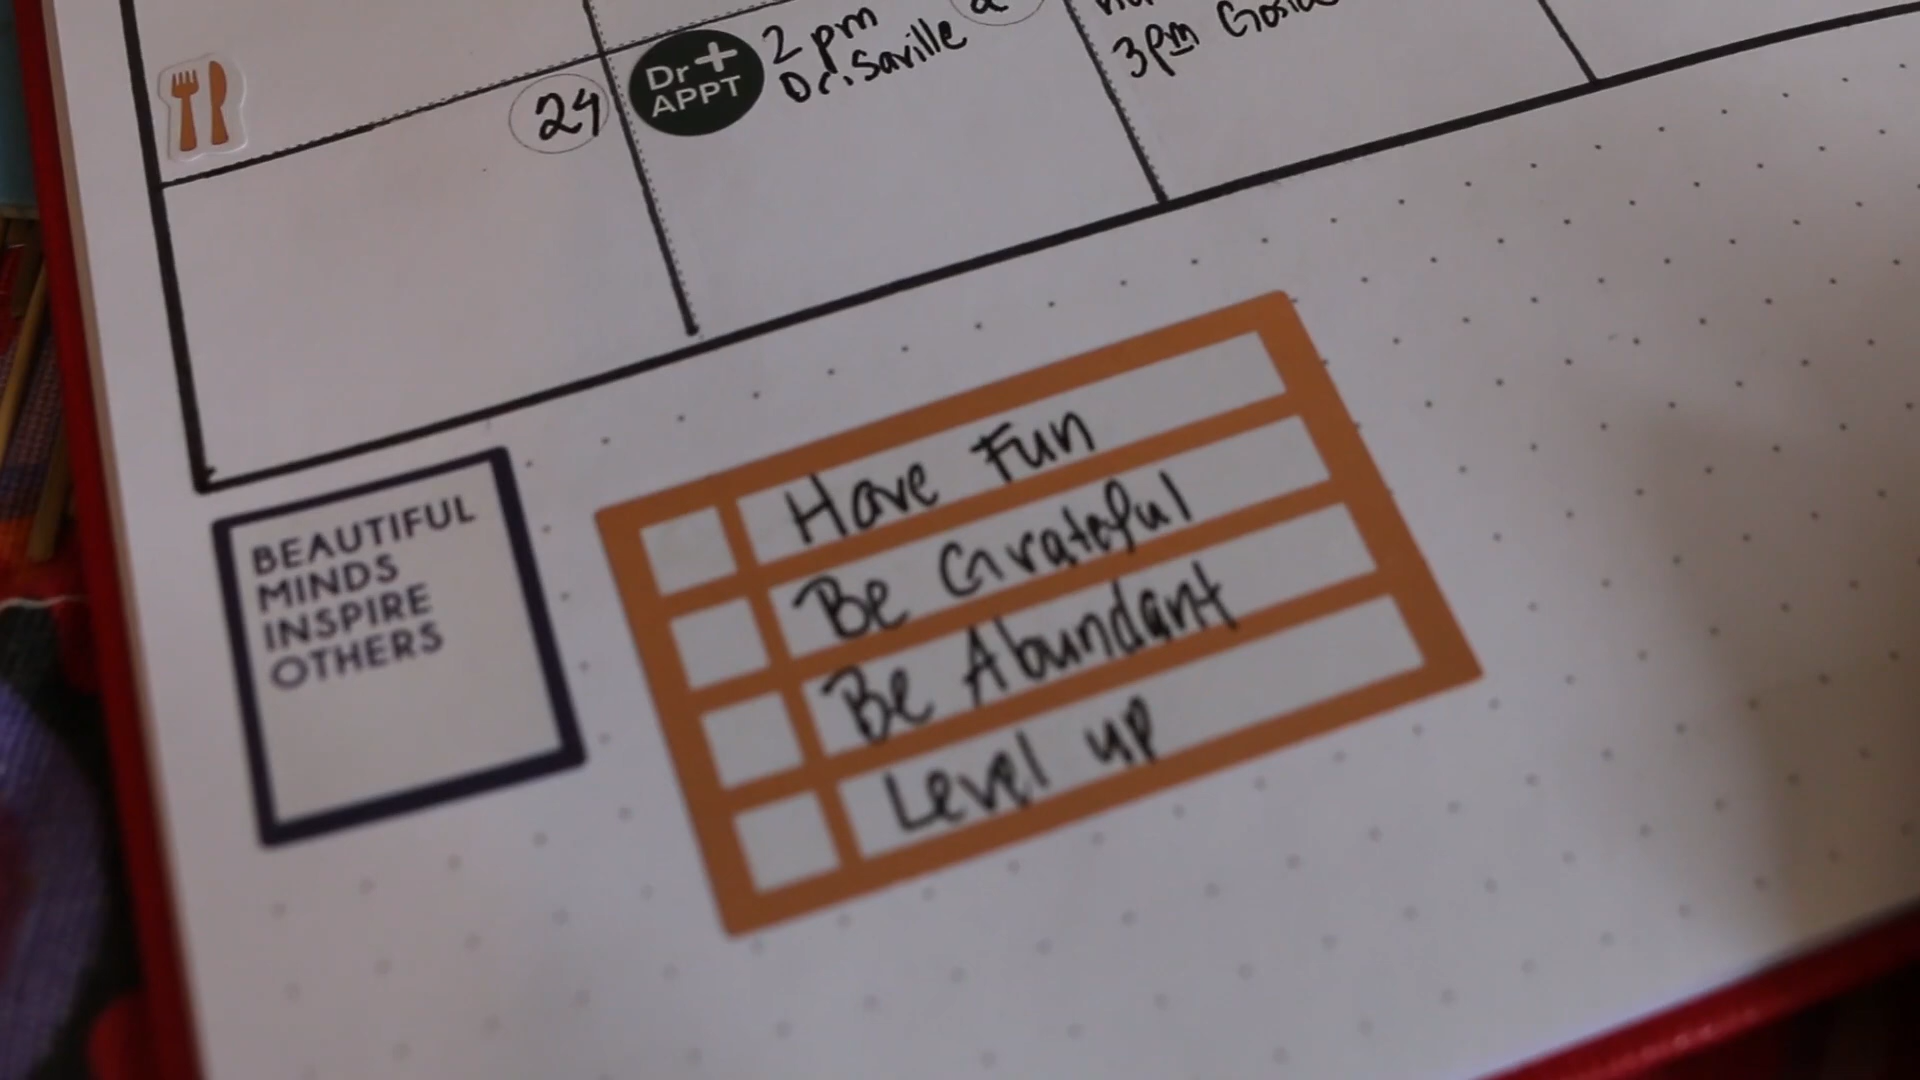 24
Dr+
APPT
2 pm
Dr. Saville
3pm
BEAUTIFUL
MINDS
INSPIRE
OTHERS
Have Fun
Be Grateful
Be Abundant
Level up